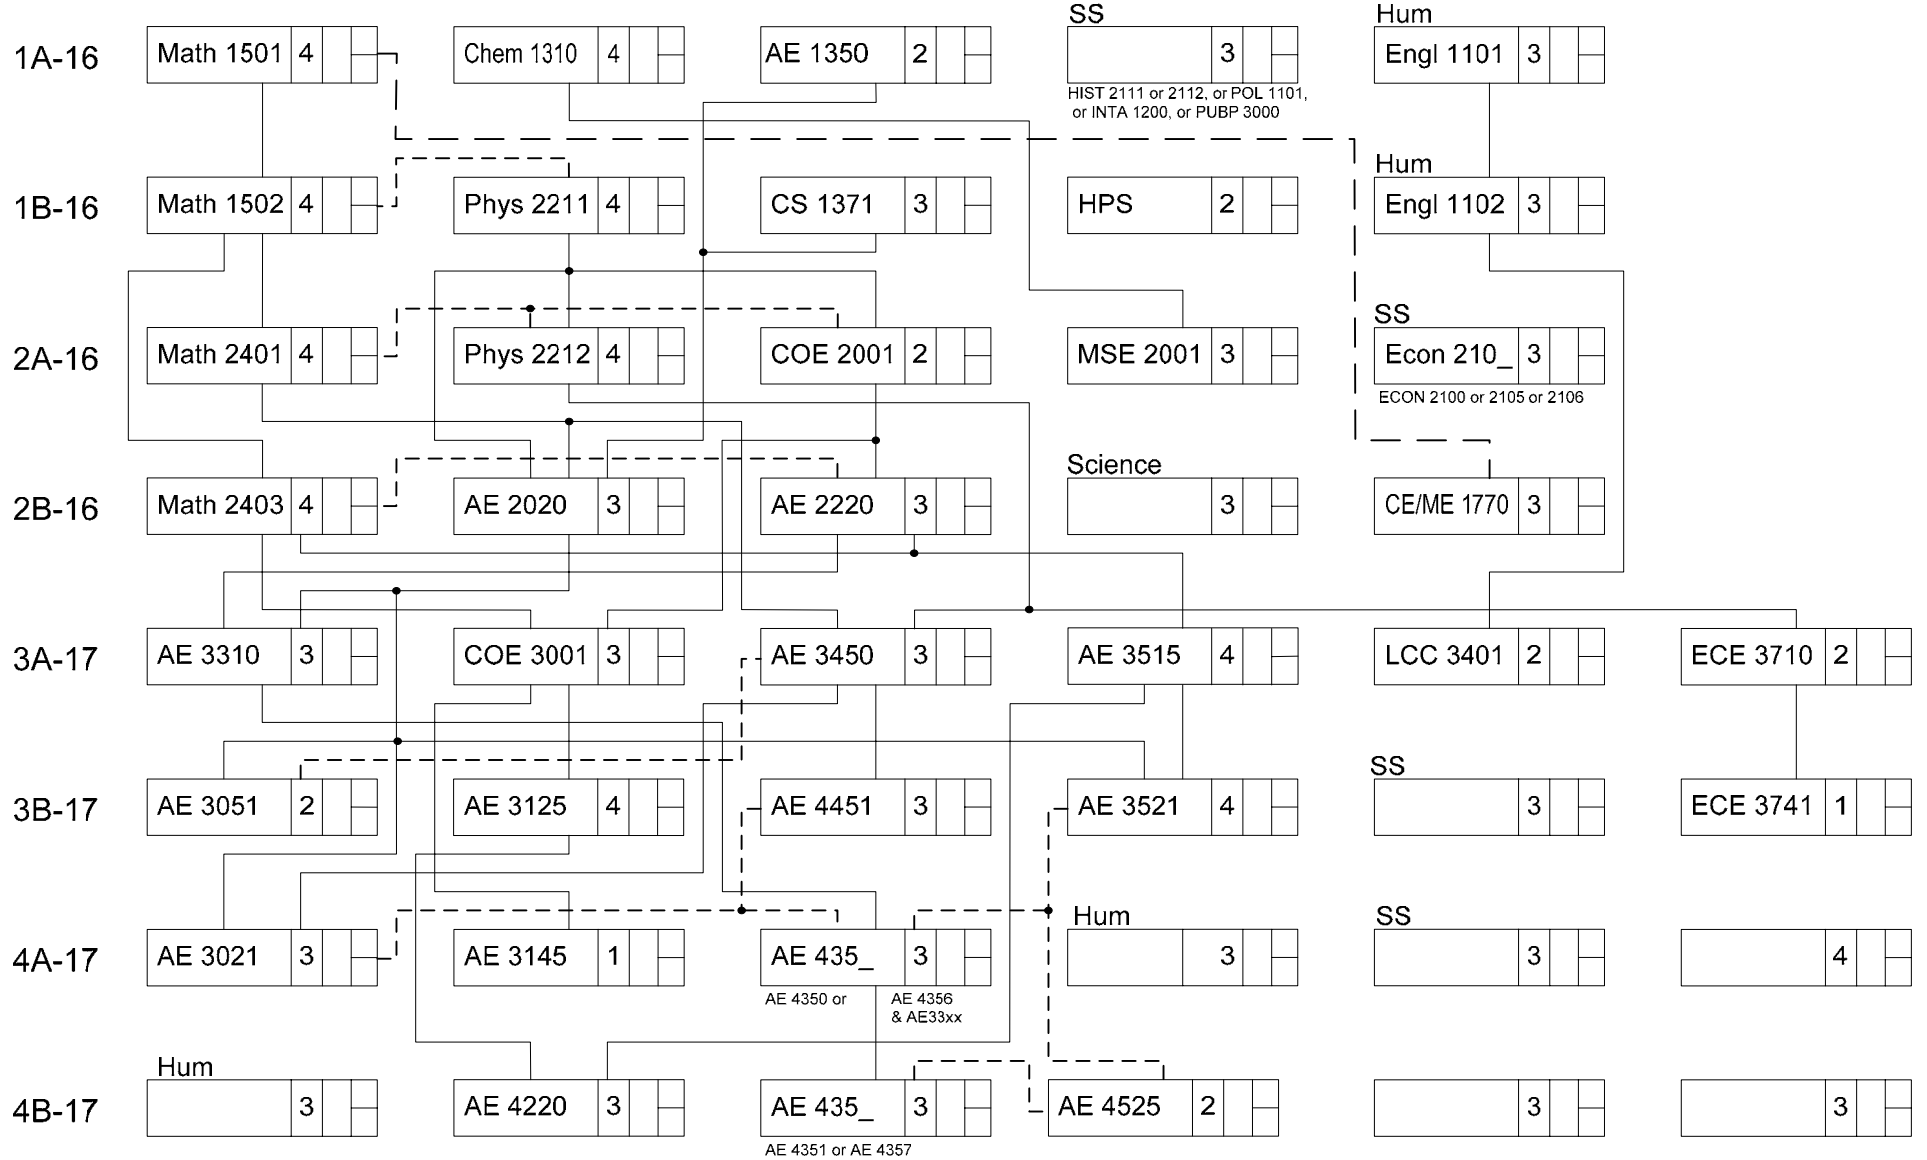 SS
Hum
1A-16
Math 1501 4
Chem 1310 4
AE 1350 2
3
Engl 1101 3
HIST 2111 or 2112, or POL 1101,
or INTA 1200, or PUBP 3000
Hum
1B-16
Math 1502 4
Phys 2211 4
CS 1371 3
HPS 2
Engl 1102 3
SS
2A-16
Math 2401 4
Phys 2212 4
COE 2001 2
MSE 2001 3
Econ 210_ 3
ECON 2100 or 2105 or 2106
Science
2B-16
Math 2403 4
AE 2020 3
AE 2220 3
3
CE/ME 1770 3
3A-17
AE 3310 3
COE 3001 3
AE 3450 3
AE 3515 4
LCC 3401 2
ECE 3710 2
SS
3B-17
AE 3051 2
AE 3125 4
AE 4451 3
AE 3521 4
3
ECE 3741 1
Hum
SS
4A-17
AE 3021 3
AE 3145 1
AE 435_ 3
3
3
4
AE 4350 or
AE 4356
& AE33xx
Hum
4B-17
3
AE 4220 3
AE 435_ 3
AE 4525 2
3
3
AE 4351 or AE 4357